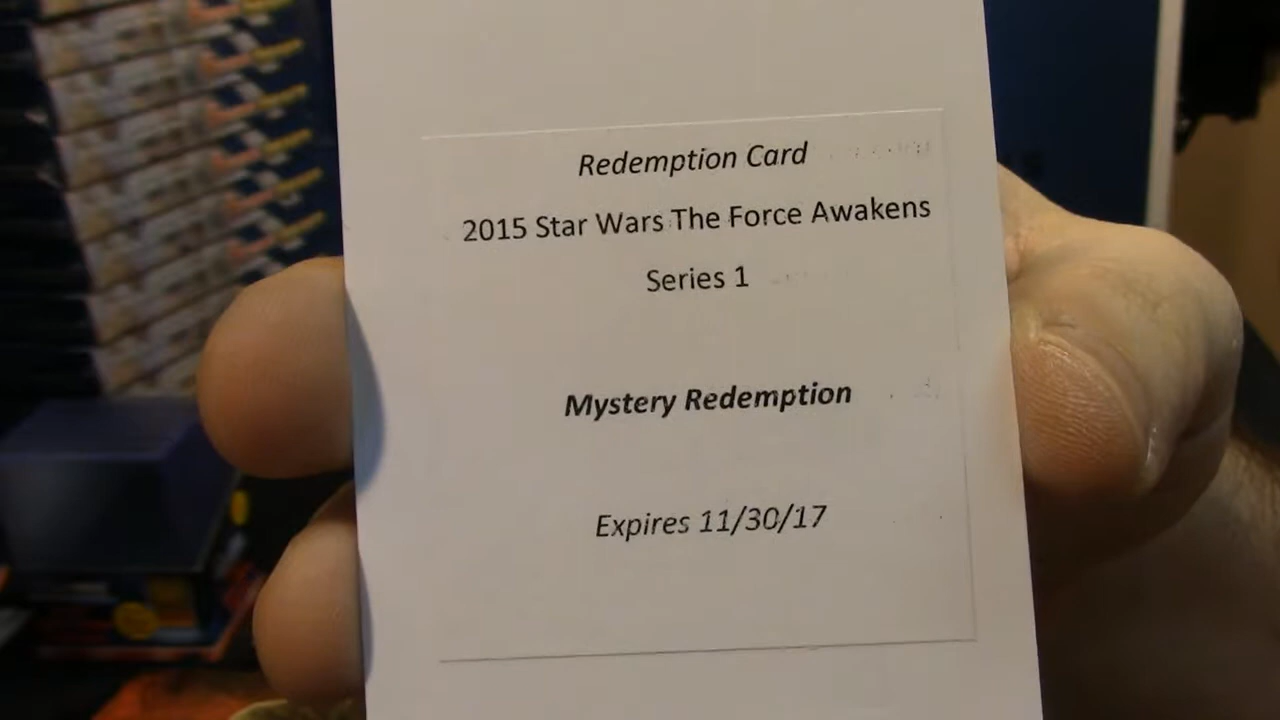 Redemption Card
2015 Star Wars The Force Awakens
Series 1
Mystery Redemption
Expires 11/30/17